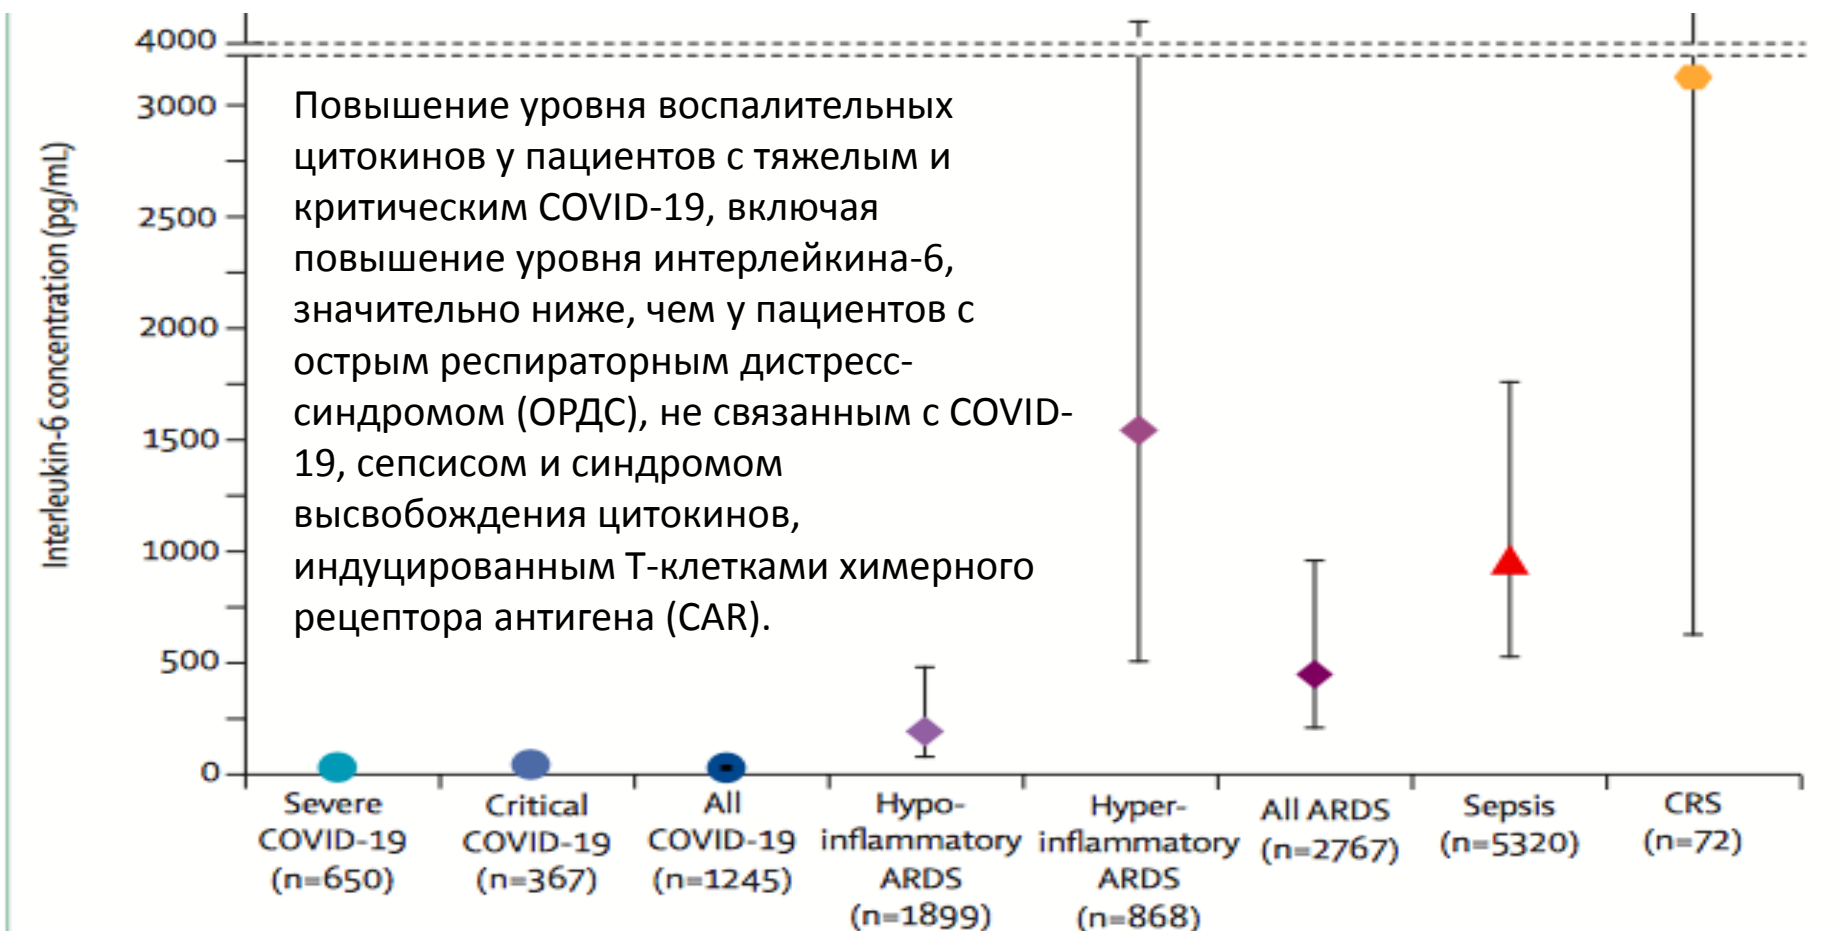 4000
3000
2500
2000
1500
1000
500
0
Interleukin-6 concentration (pg/mL)
Повышение уровня воспалительных
цитокинов у пациентов с тяжелым и
критическим COVID-19, включая
повышение уровня интерлейкина-6,
значительно ниже, чем у пациентов с
острым респираторным дистресс-
синдромом (ОРДС), не связанным с COVID-
19, сепсисом и синдромом
высвобождения цитокинов,
индуцированным Т-клетками химерного
рецептора антигена (CAR).
Severe
COVID-19
(n=650)
Critical
COVID-19
(n=367)
All
COVID-19
(n=1245)
Hypo-
inflammatory
ARDS
(n=1899)
Hyper-
inflammatory
ARDS
(n=868)
All ARDS
(n=2767)
Sepsis
(n=5320)
CRS
(n=72)